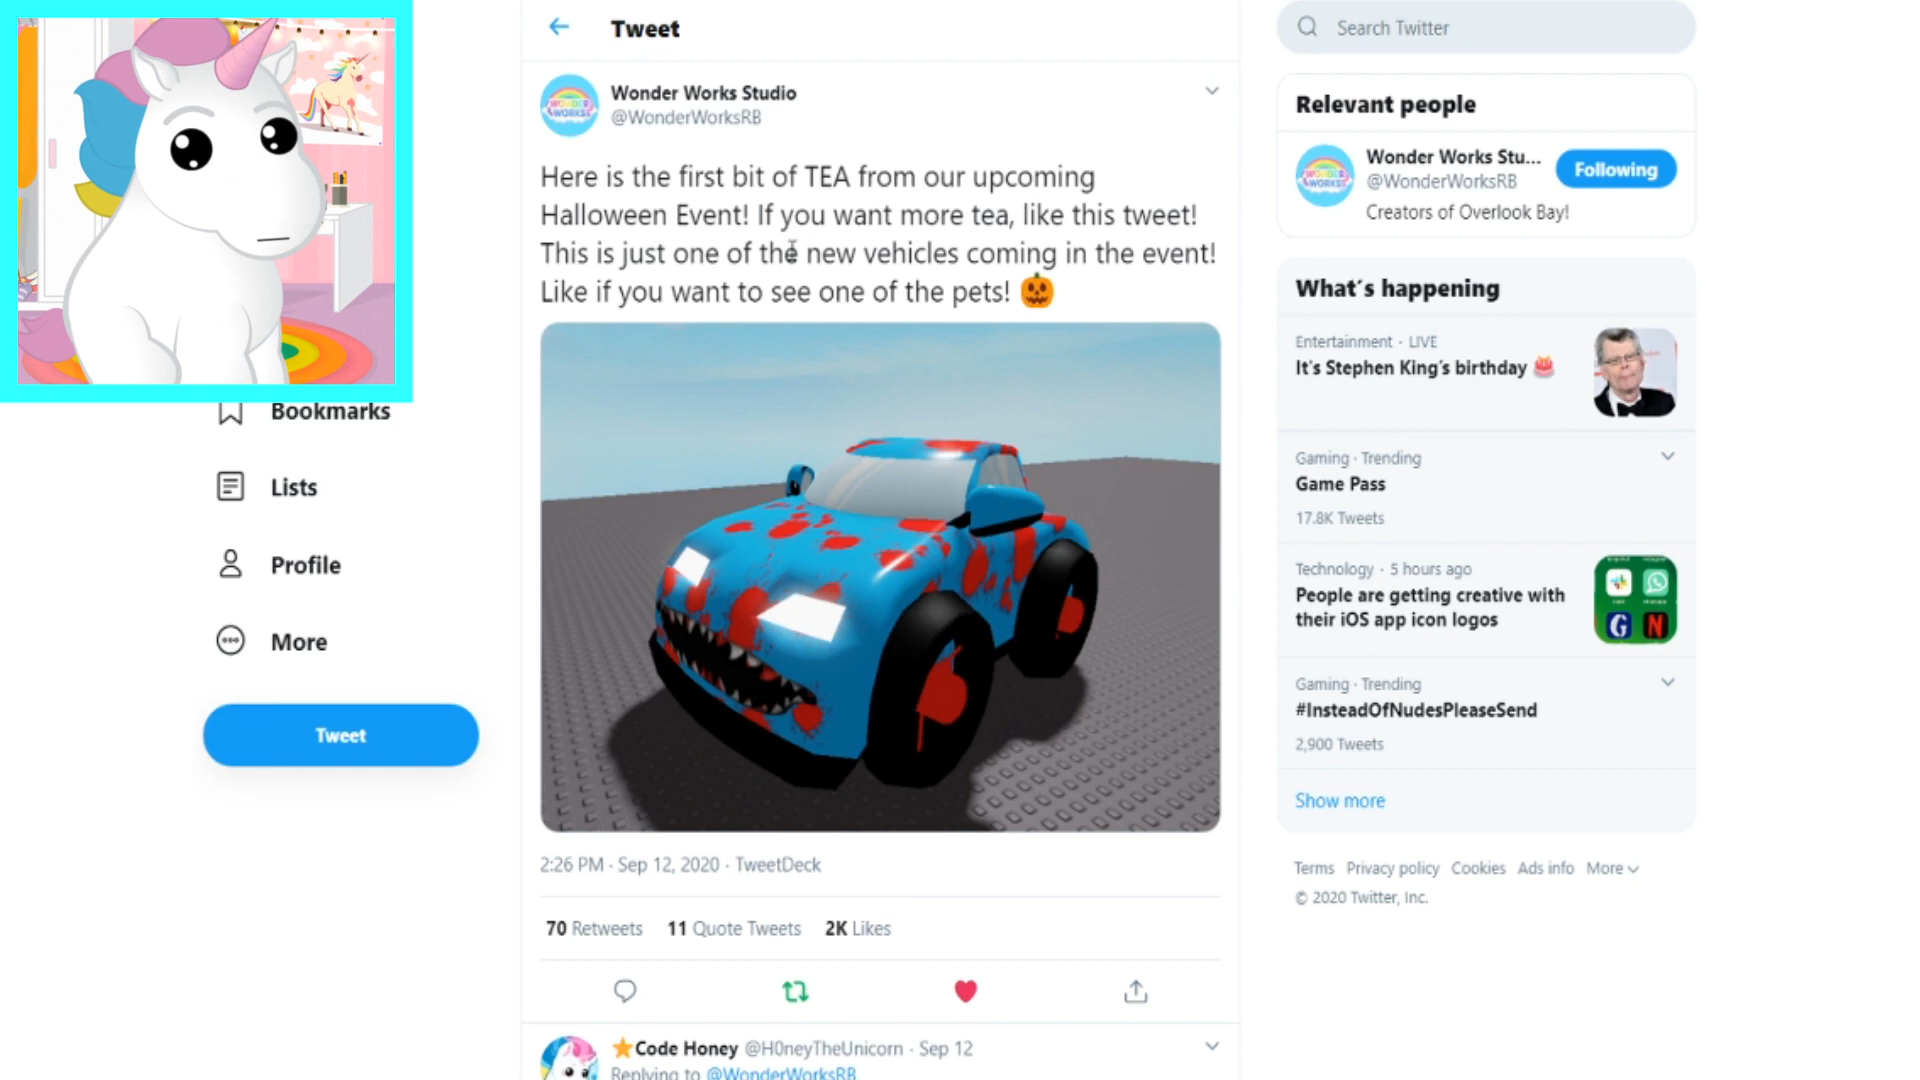 Bookmarks
Lists
Profile
More
Tweet
Tweet
Wonder Works Studio
@WonderWorksRB
Here is the first bit of TEA from our upcoming
Halloween Event! If you want more tea, like this tweet!
This is just one of the new vehicles coming in the event!
Like if you want to see one of the pets! 🎃
2:26 PM · Sep 12, 2020 · TweetDeck
70 Retweets 11 Quote Tweets 2K Likes
⭐Code Honey @H0neyTheUnicorn · Sep 12
Replying to @WonderWorksRB
Search Twitter
Relevant people
Wonder Works Stu...
@WonderWorksRB
Following
Creators of Overlook Bay!
What's happening
Entertainment · LIVE
It's Stephen King's birthday 🎂
Gaming · Trending
Game Pass
17.8K Tweets
Technology · 5 hours ago
People are getting creative with
their iOS app icon logos
Gaming · Trending
#InsteadOfNudesPleaseSend
2,900 Tweets
Show more
Terms Privacy policy Cookies Ads info More
© 2020 Twitter, Inc.